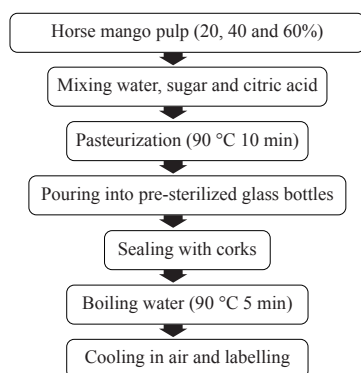 Horse mango pulp (20, 40 and 60%)
Mixing water, sugar and citric acid
Pasteurization (90 °C 10 min)
Pouring into pre-sterilized glass bottles
Sealing with corks
Boiling water (90 °C 5 min)
Cooling in air and labelling